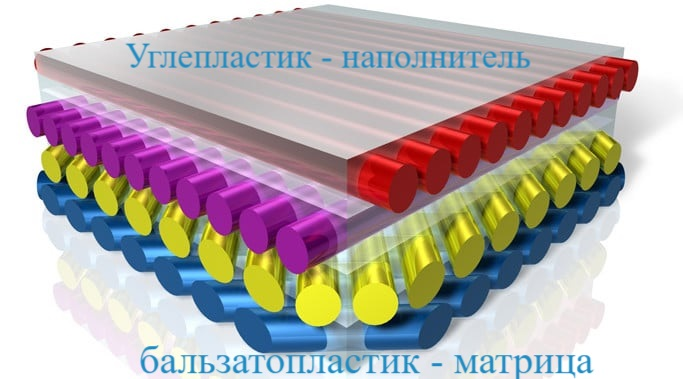 Углепластик - наполнитель
бальзатопластик - матрица